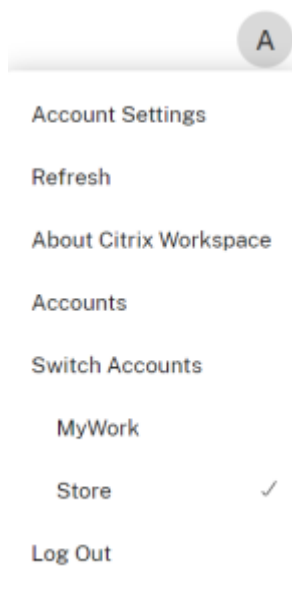 A
Account Settings
Refresh
About Citrix Workspace
Accounts
Switch Accounts
MyWork
Store
Log Out